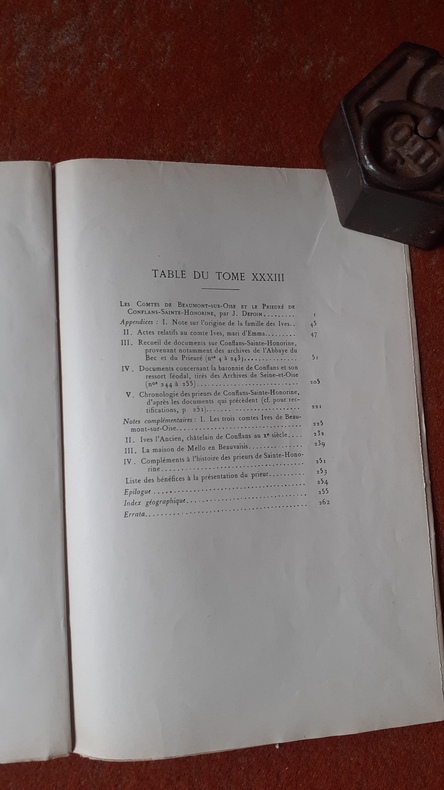 TABLE DU TOME XXXIII
Les Comtes de Beaumont-sur-Oise et le Prieuré de
Conflans-Sainte-Honorine, par J. Depoin........ 1
Appendices : I. Note sur l'origine de la famille des Ives.. 45
II. Actes relatifs au comte Ives, mari d'Emma........ 47
III. Recueil de documents sur Conflans-Sainte-Honorine,
provenant notamment des archives de l'Abbaye du
Bec et du Prieuré (nos 4 à 243)............... 51
IV. Documents concernant la baronnie de Conflans et son
ressort féodal, tirés des Archives de Seine-et-Oise
(nos 244 à 255)........................ 205
V. Chronologie des prieurs de Conflans-Sainte-Honorine,
d'après les documents qui précèdent (cf. pour rec-
tifications, p 251)........................ 221
Notes complémentaires : I. Les trois comtes Ives de Beau-
mont-sur-Oise.............................. 225
II. Ives l'Ancien, châtelain de Conflans au xe siècle..... 232
III. La maison de Mello en Beauvaisis............... 239
IV. Compléments à l'histoire des prieurs de Sainte-Hono-
rine.................................... 251
Liste des bénéfices à la présentation du prieur......... 253
Epilogue.................................. 254
Index géographique............................ 255
Errata.................................... 262